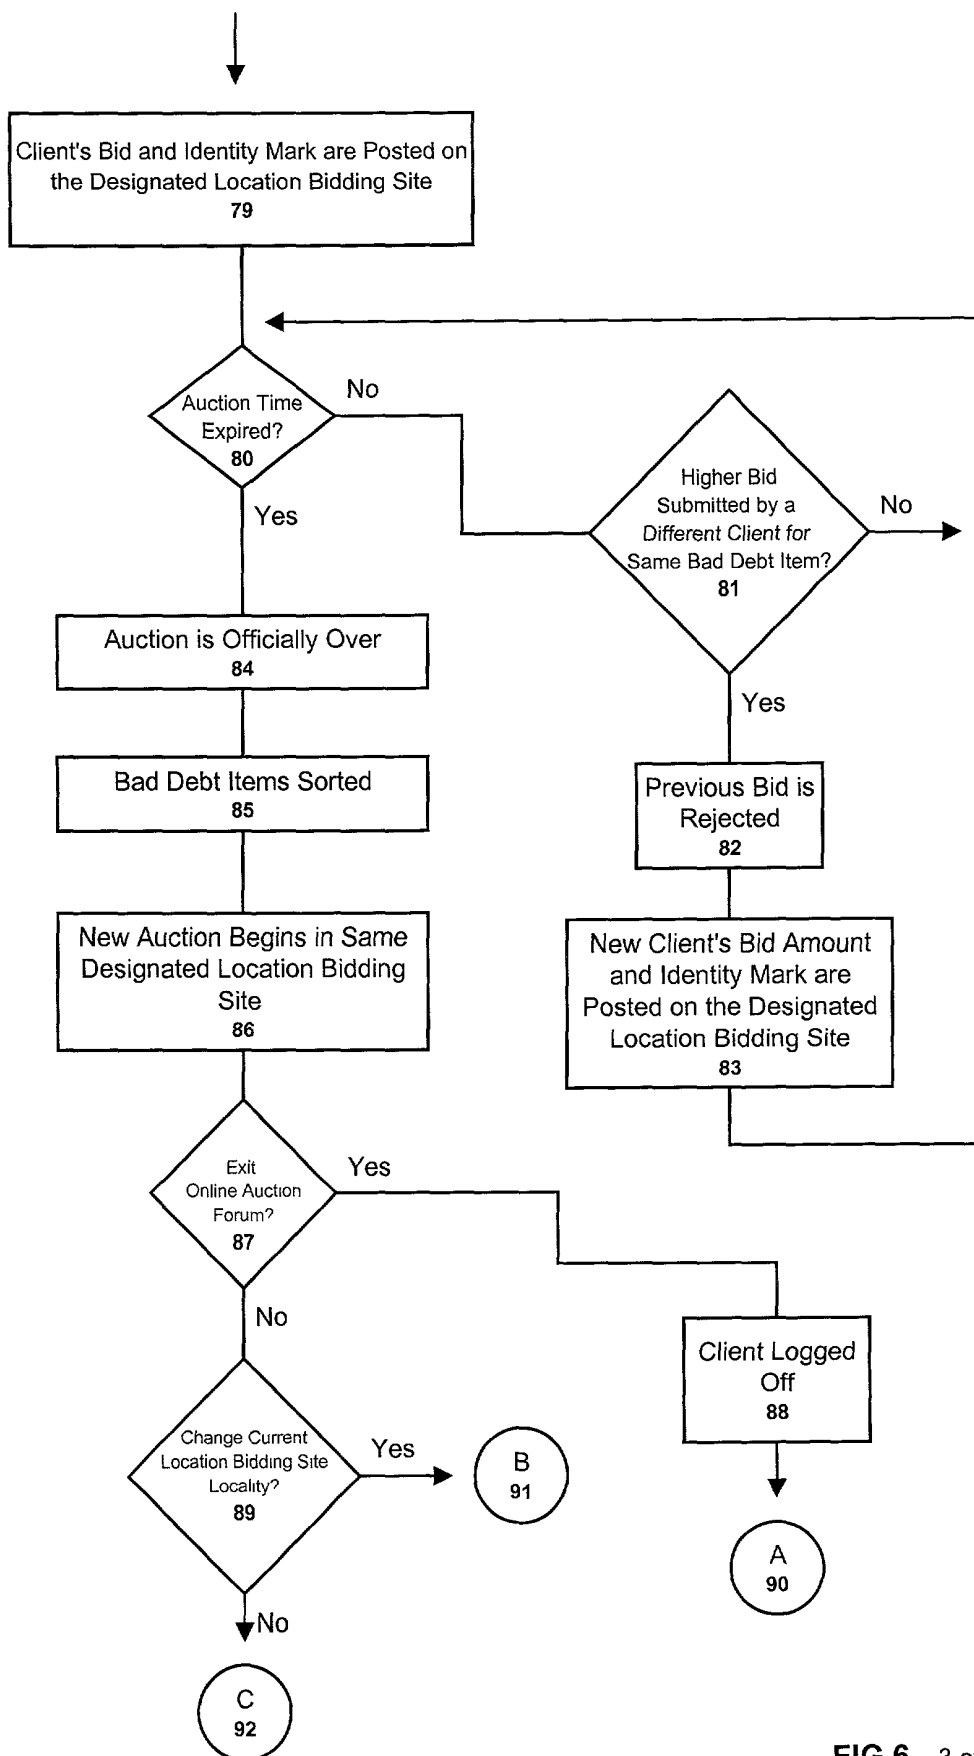 Client's Bid and Identity Mark are Posted on
the Designated Location Bidding Site
79
Auction Time
Expired?
80
No
Yes
Higher Bid
Submitted by a
Different Client for
Same Bad Debt Item?
81
No
Yes
Previous Bid is
Rejected
82
New Client's Bid Amount
and Identity Mark are
Posted on the Designated
Location Bidding Site
83
Auction is Officially Over
84
Bad Debt Items Sorted
85
New Auction Begins in Same
Designated Location Bidding
Site
86
Exit
Online Auction
Forum?
87
Yes
No
Client Logged
Off
88
A
90
Change Current
Location Bidding Site
Locality?
89
Yes
B
91
No
C
92
FIG 6 3